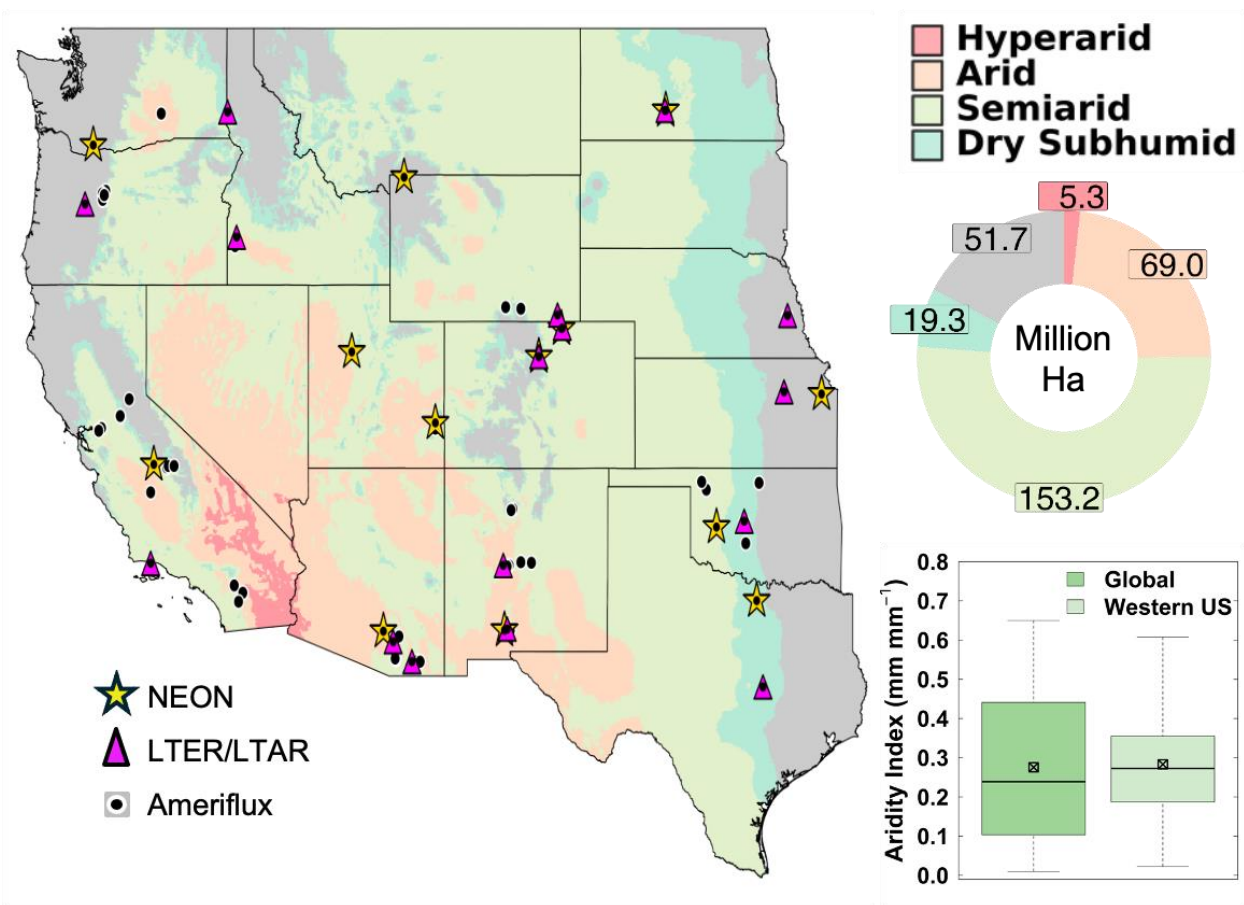 Hyperarid
Arid
Semiarid
Dry Subhumid
5.3
51.7
69.0
19.3
Million
Ha
153.2
NEON
LTER/LTAR
Ameriflux
Aridity Index (mm mm⁻¹)
0.8
0.7
0.6
0.5
0.4
0.3
0.2
0.1
0.0
Global
Western US